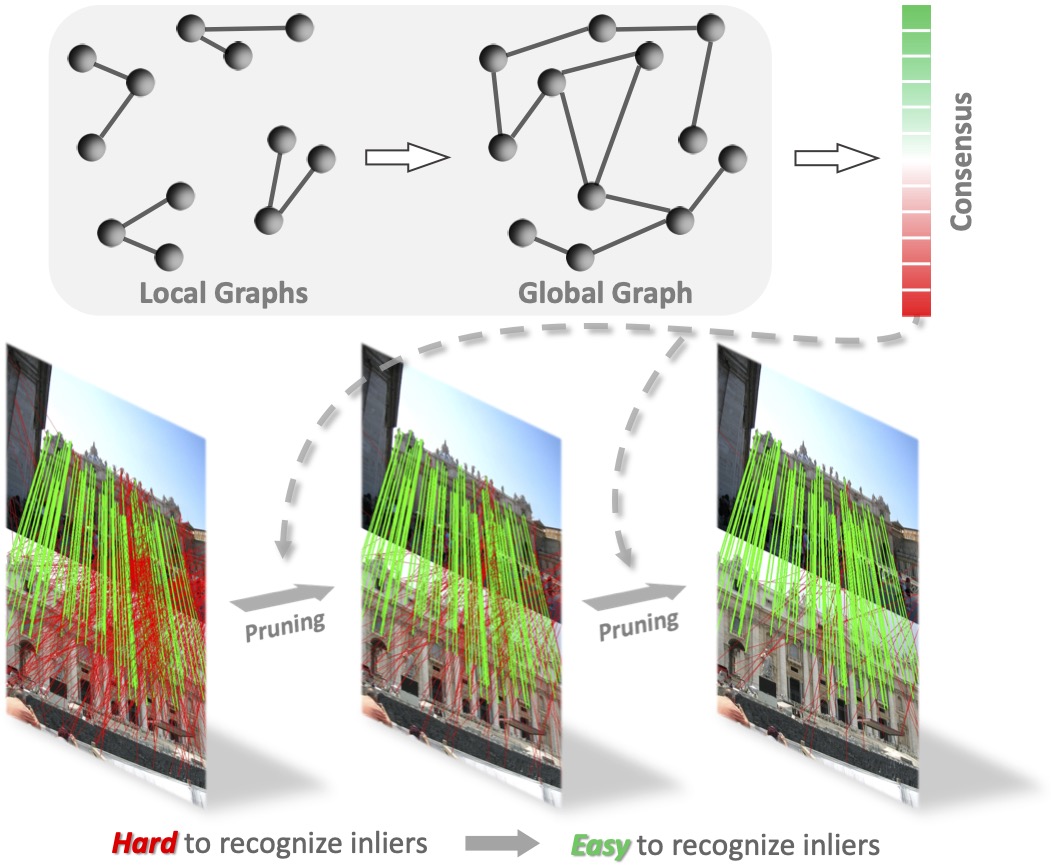 Local Graphs
Global Graph
Consensus
Pruning
Pruning
Hard to recognize inliers
Easy to recognize inliers